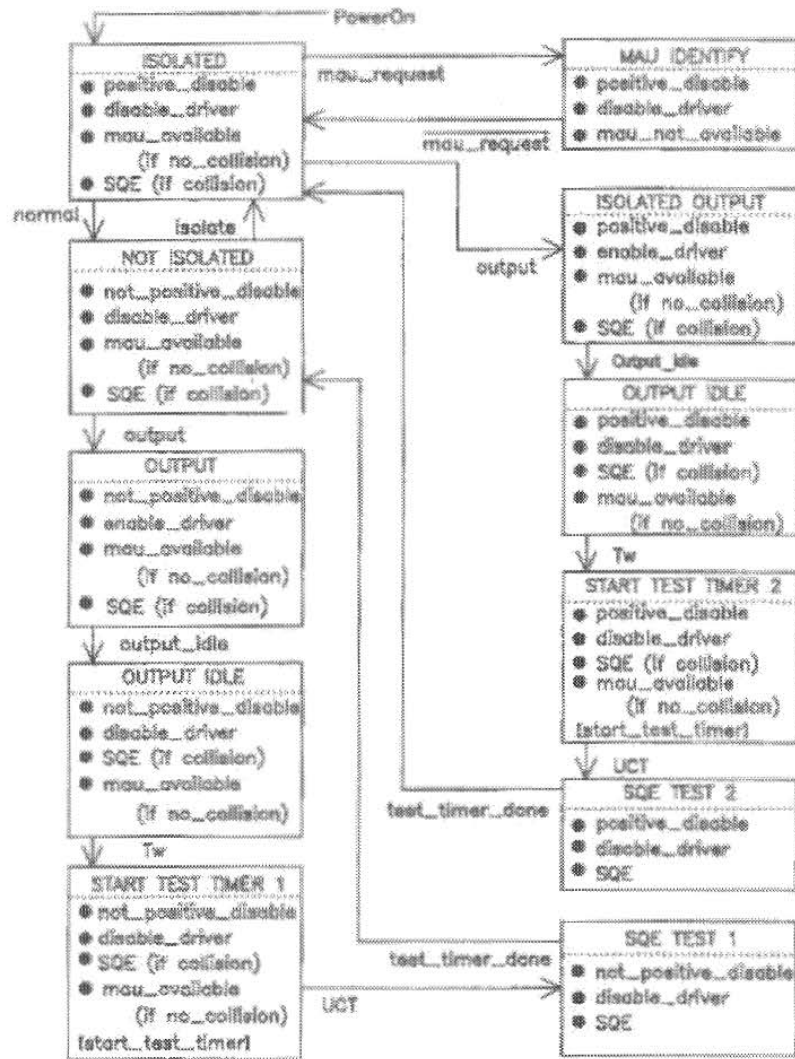 PowerOn
ISOLATED
● positive_disable
● disable_driver
● mau_available
(if no_collision)
● SQE (if collision)
mau_request
MAU IDENTIFY
● positive_disable
● disable_driver
● mau_not_available
mau_request
normal
isolate
output
ISOLATED OUTPUT
● positive_disable
● enable_driver
● mau_available
(if no_collision)
● SQE (if collision)
NOT ISOLATED
● not_positive_disable
● disable_driver
● mau_available
(if no_collision)
● SQE (if collision)
output
Output_Idle
OUTPUT IDLE
● positive_disable
● disable_driver
● SQE (if collision)
● mau_available
(if no_collision)
OUTPUT
● not_positive_disable
● enable_driver
● mau_available
(if no_collision)
● SQE (if collision)
output_idle
Tw
START TEST TIMER 2
● positive_disable
● disable_driver
● SQE (if collision)
● mau_available
(if no_collision)
[start_test_timer]
OUTPUT IDLE
● not_positive_disable
● disable_driver
● SQE (if collision)
● mau_available
(if no_collision)
UCT
SQE TEST 2
● positive_disable
● disable_driver
● SQE
test_timer_done
Tw
START TEST TIMER 1
● not_positive_disable
● disable_driver
● SQE (if collision)
● mau_available
(if no_collision)
[start_test_timer]
UCT
test_timer_done
SQE TEST 1
● not_positive_disable
● disable_driver
● SQE